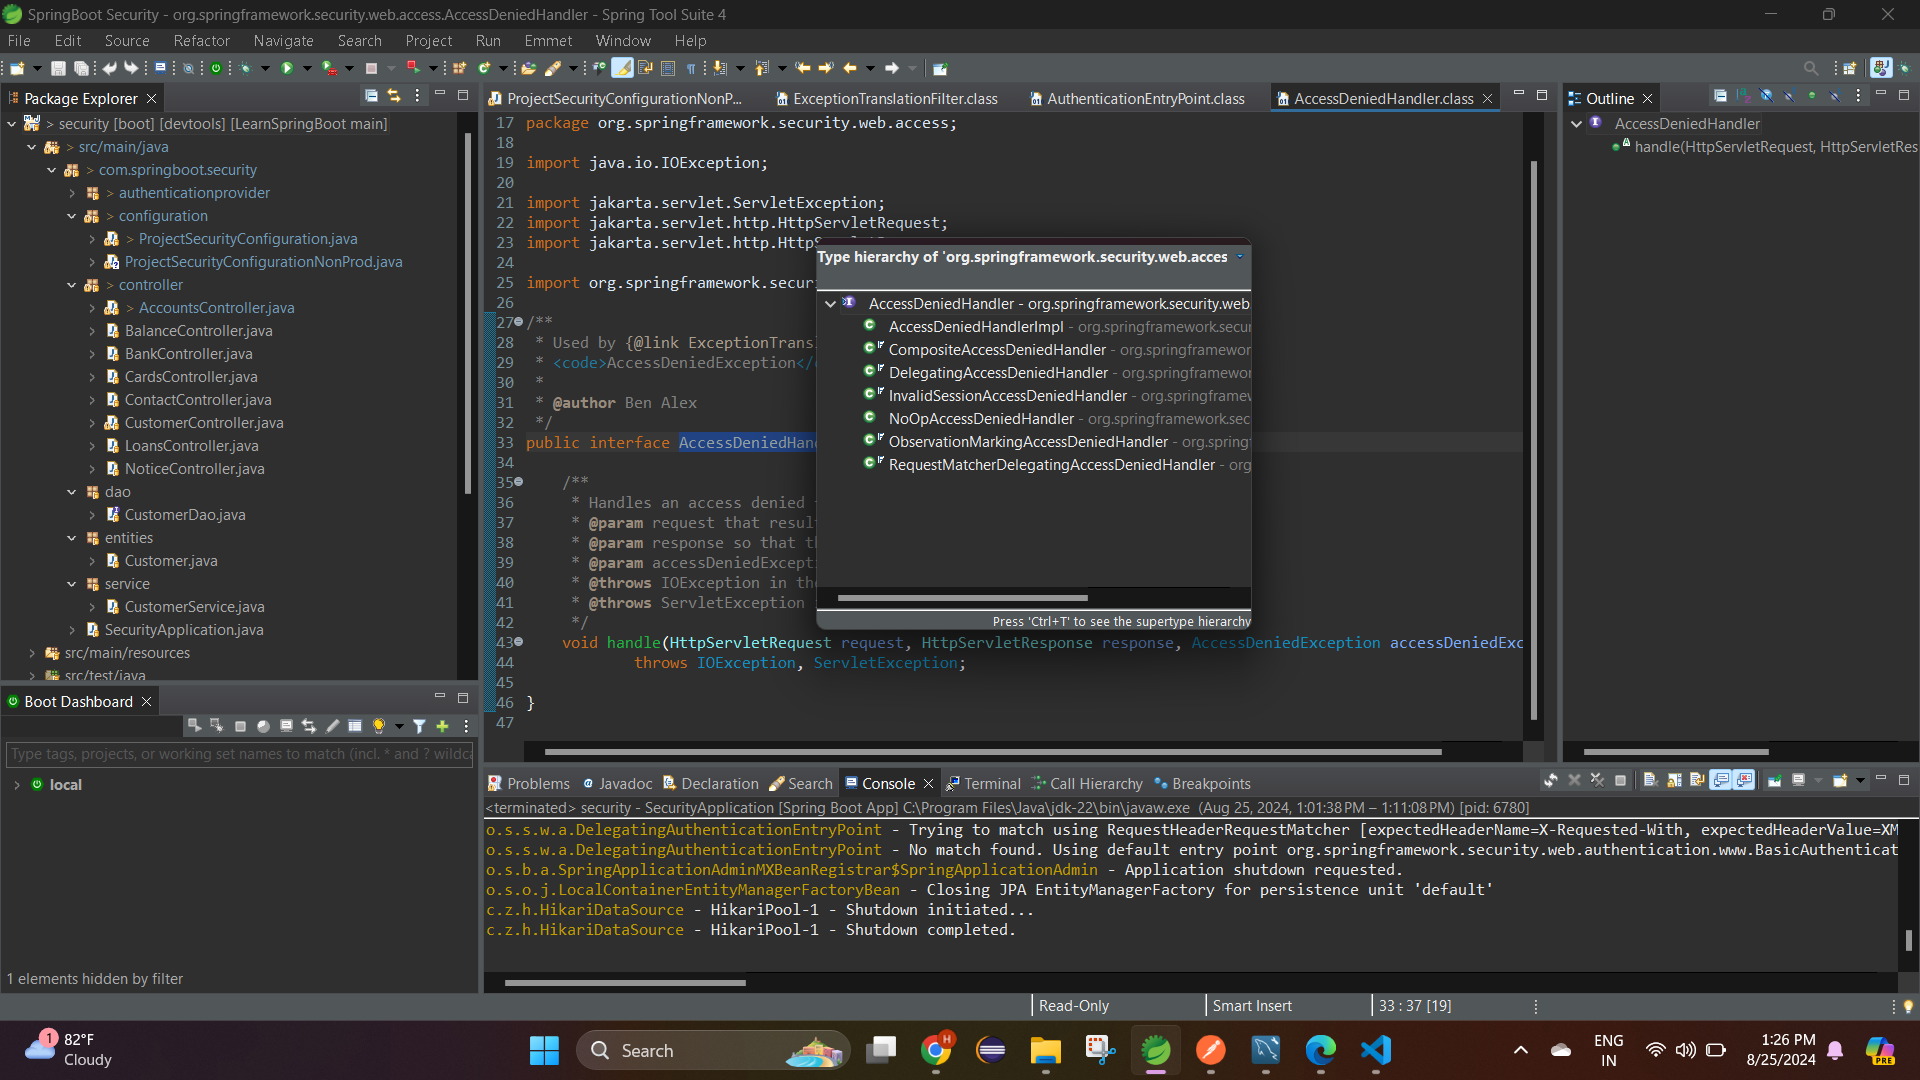 SpringBoot Security - org.springframework.security.web.access.AccessDeniedHandler - Spring Tool Suite 4
File Edit Source Refactor Navigate Search Project Run Emmet Window Help
Package Explorer
> security [boot] [devtools] [LearnSpringBoot main]
> src/main/java
> com.springboot.security
> authenticationprovider
> configuration
> ProjectSecurityConfiguration.java
ProjectSecurityConfigurationNonProd.java
> controller
> AccountsController.java
BalanceController.java
BankController.java
CardsController.java
ContactController.java
CustomerController.java
LoansController.java
NoticeController.java
dao
CustomerDao.java
entities
Customer.java
service
CustomerService.java
SecurityApplication.java
src/main/resources
src/test/java
Boot Dashboard
Type tags, projects, or working set names to match (incl. * and ? wildca
local
1 elements hidden by filter
ProjectSecurityConfigurationNonP... ExceptionTranslationFilter.class AuthenticationEntryPoint.class AccessDeniedHandler.class
17 package org.springframework.security.web.access;
18
19 import java.io.IOException;
20
21 import jakarta.servlet.ServletException;
22 import jakarta.servlet.http.HttpServletRequest;
23 import jakarta.servlet.http.HttpS
24
25 import org.springframework.secur
26
27 /**
28 * Used by {@link ExceptionTrans
29 * <code>AccessDeniedException</
30 *
31 * @author Ben Alex
32 */
33 public interface AccessDeniedHan
34
35 /**
36 * Handles an access denied
37 * @param request that resul
38 * @param response so that t
39 * @param accessDeniedExcept
40 * @throws IOException in the
41 * @throws ServletException
42 */
43 void handle(HttpServletRequest request, HttpServletResponse response, AccessDeniedException accessDeniedExc
44 throws IOException, ServletException;
45
46 }
47
Type hierarchy of 'org.springframework.security.web.acces
AccessDeniedHandler - org.springframework.security.web.
AccessDeniedHandlerImpl - org.springframework.secur
CompositeAccessDeniedHandler - org.springframewor
DelegatingAccessDeniedHandler - org.springframewor
InvalidSessionAccessDeniedHandler - org.springframew
NoOpAccessDeniedHandler - org.springframework.sec
ObservationMarkingAccessDeniedHandler - org.spring
RequestMatcherDelegatingAccessDeniedHandler - org
Press 'Ctrl+T' to see the supertype hierarchy
Outline
AccessDeniedHandler
handle(HttpServletRequest, HttpServletRes
Problems Javadoc Declaration Search Console Terminal Call Hierarchy Breakpoints
<terminated> security - SecurityApplication [Spring Boot App] C:\Program Files\Java\jdk-22\bin\javaw.exe (Aug 25, 2024, 1:01:38 PM – 1:11:08 PM) [pid: 6780]
o.s.s.w.a.DelegatingAuthenticationEntryPoint - Trying to match using RequestHeaderRequestMatcher [expectedHeaderName=X-Requested-With, expectedHeaderValue=XM
o.s.s.w.a.DelegatingAuthenticationEntryPoint - No match found. Using default entry point org.springframework.security.web.authentication.www.BasicAuthenticat
o.s.b.a.SpringApplicationAdminMXBeanRegistrar$SpringApplicationAdmin - Application shutdown requested.
o.s.o.j.LocalContainerEntityManagerFactoryBean - Closing JPA EntityManagerFactory for persistence unit 'default'
c.z.h.HikariDataSource - HikariPool-1 - Shutdown initiated...
c.z.h.HikariDataSource - HikariPool-1 - Shutdown completed.
Read-Only Smart Insert 33 : 37 [19]
1
82°F
Cloudy
Search
H
PRE
ENG
IN
1:26 PM
8/25/2024